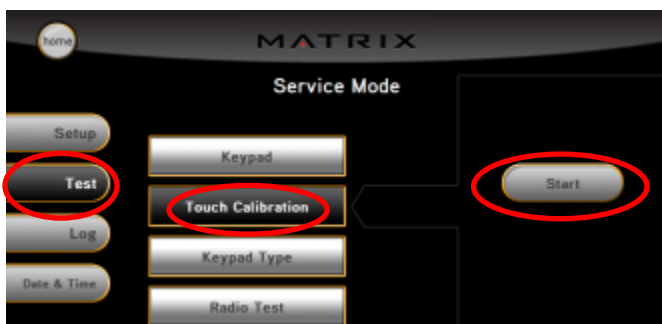 home
MATRIX
Service Mode
Setup
Test
Log
Date & Time
Keypad
Touch Calibration
Keypad Type
Radio Test
Start